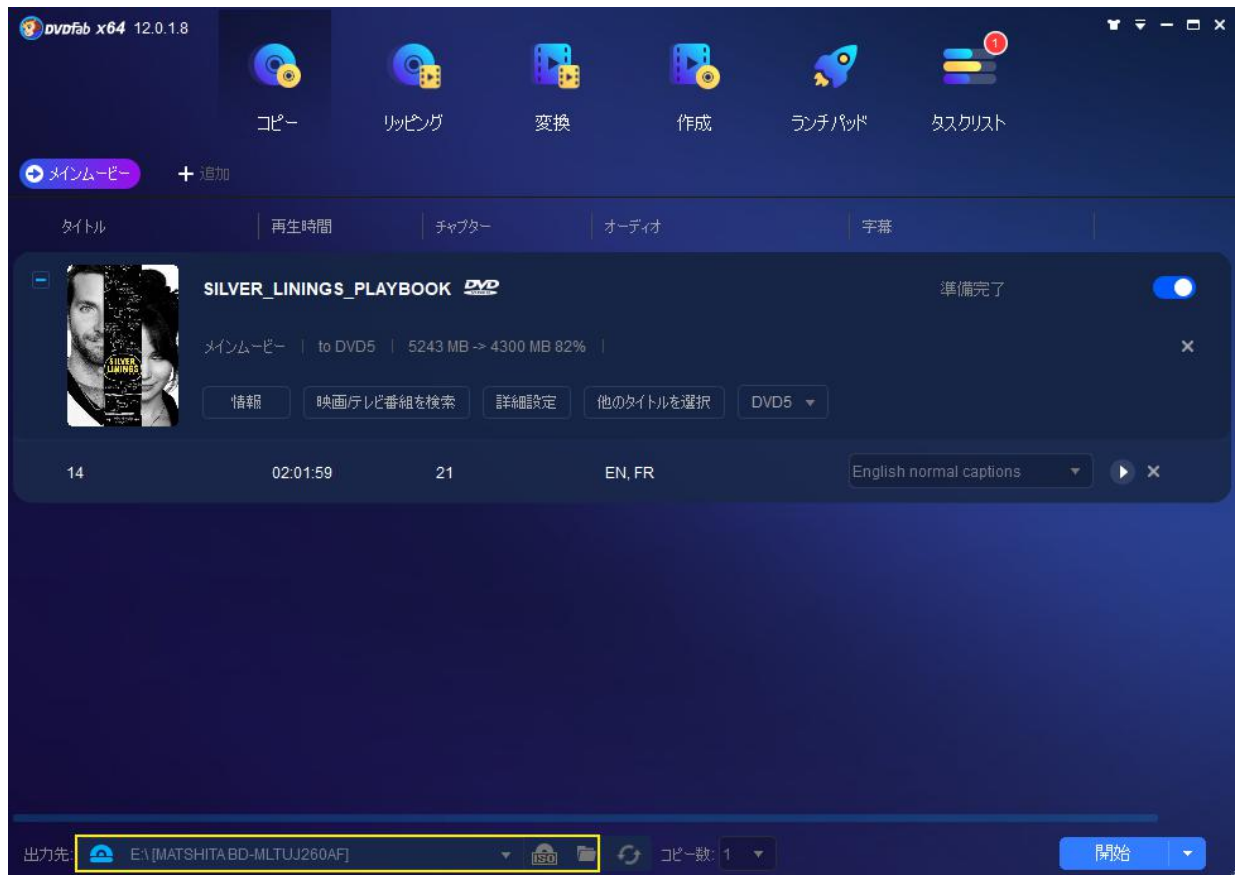 DVDFab x64 12.0.1.8
1
コピー リッピング 変換 作成 ランチパッド タスクリスト
メインムービー + 追加
タイトル 再生時間 チャプター オーディオ 字幕
SILVER_LININGS_PLAYBOOK DVD 準備完了
SILVER
LININGS
メインムービー | to DVD5 | 5243 MB -> 4300 MB 82% |
情報 映画/テレビ番組を検索 詳細設定 他のタイトルを選択 DVD5
14 02:01:59 21 EN, FR English normal captions
出力先: E:\ [MATSHITA BD-MLTUJ260AF] ISO コピー数: 1 開始